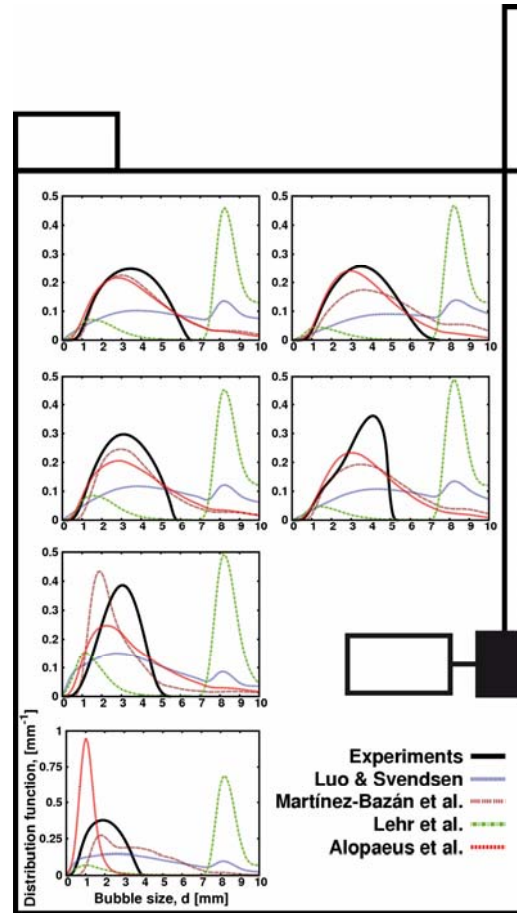 0.5 0.5
0.4 0.4
0.3 0.3
0.2 0.2
0.1 0.1
0 0
0 1 2 3 4 5 6 7 8 9 10 0 1 2 3 4 5 6 7 8 9 10
0.5 0.5
0.4 0.4
0.3 0.3
0.2 0.2
0.1 0.1
0 0
0 1 2 3 4 5 6 7 8 9 10 0 1 2 3 4 5 6 7 8 9 10
0.5
0.4
0.3
0.2
0.1
0
0 1 2 3 4 5 6 7 8 9 10
Distribution function, [mm⁻¹]
1
0.75
0.5
0.25
0
0 1 2 3 4 5 6 7 8 9 10
Bubble size, d [mm]
Experiments
Luo & Svendsen
Martínez-Bazán et al.
Lehr et al.
Alopaeus et al.